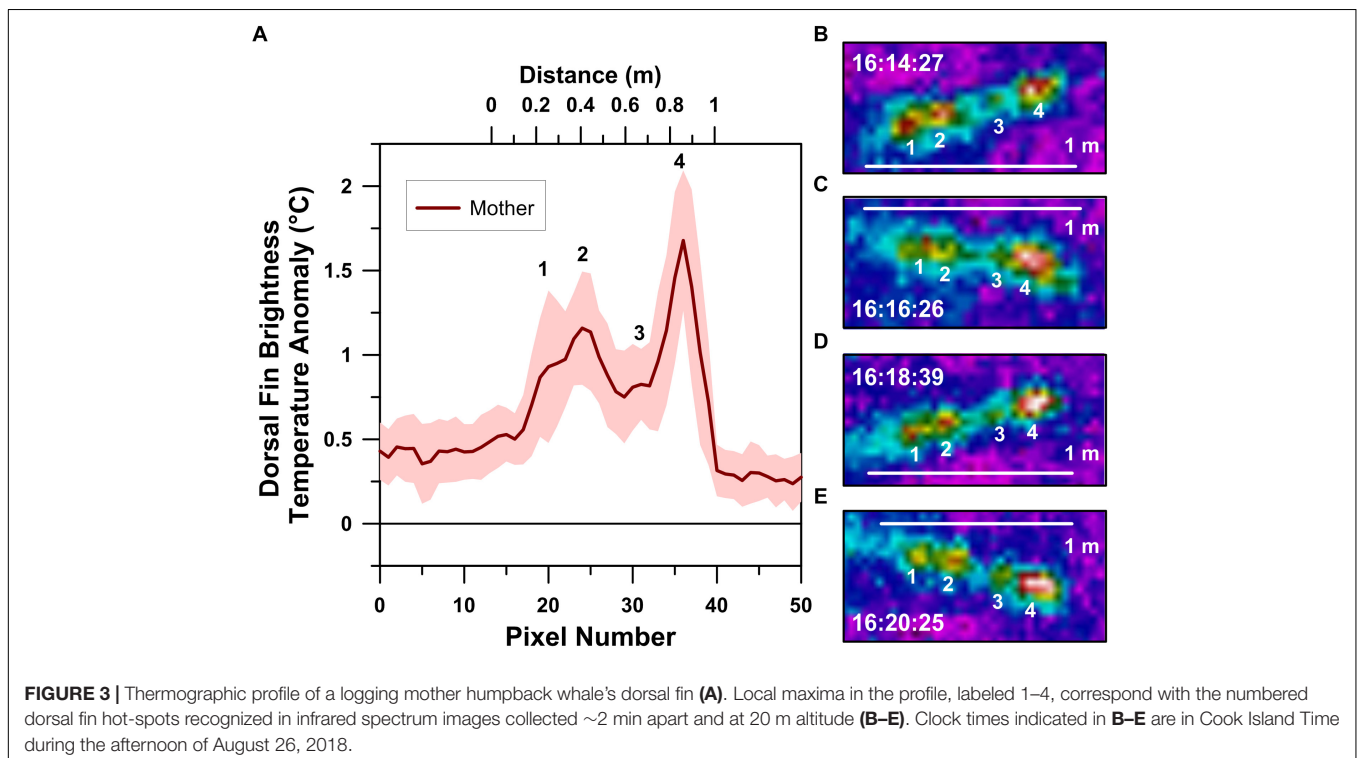 A
Distance (m)
0 0.2 0.4 0.6 0.8 1
Dorsal Fin Brightness
Temperature Anomaly (°C)
2
1.5
1
0.5
0
Mother
1
2
3
4
0 10 20 30 40 50
Pixel Number
B
16:14:27
1 2 3 4
1 m
C
1 m
1 2 3 4
16:16:26
D
16:18:39
1 2 3 4
1 m
E
1 m
1 2 3 4
16:20:25
FIGURE 3 | Thermographic profile of a logging mother humpback whale's dorsal fin (A). Local maxima in the profile, labeled 1–4, correspond with the numbered
dorsal fin hot-spots recognized in infrared spectrum images collected ~2 min apart and at 20 m altitude (B–E). Clock times indicated in B–E are in Cook Island Time
during the afternoon of August 26, 2018.